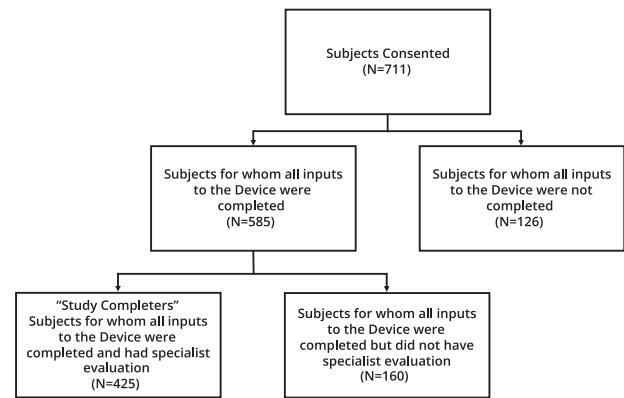 Subjects Consented
(N=711)
Subjects for whom all inputs
to the Device were
completed
(N=585)
Subjects for whom all inputs
to the Device were not
completed
(N=126)
“Study Completers”
Subjects for whom all inputs
to the Device were
completed and had specialist
evaluation
(N=425)
Subjects for whom all inputs
to the Device were
completed but did not have
specialist evaluation
(N=160)